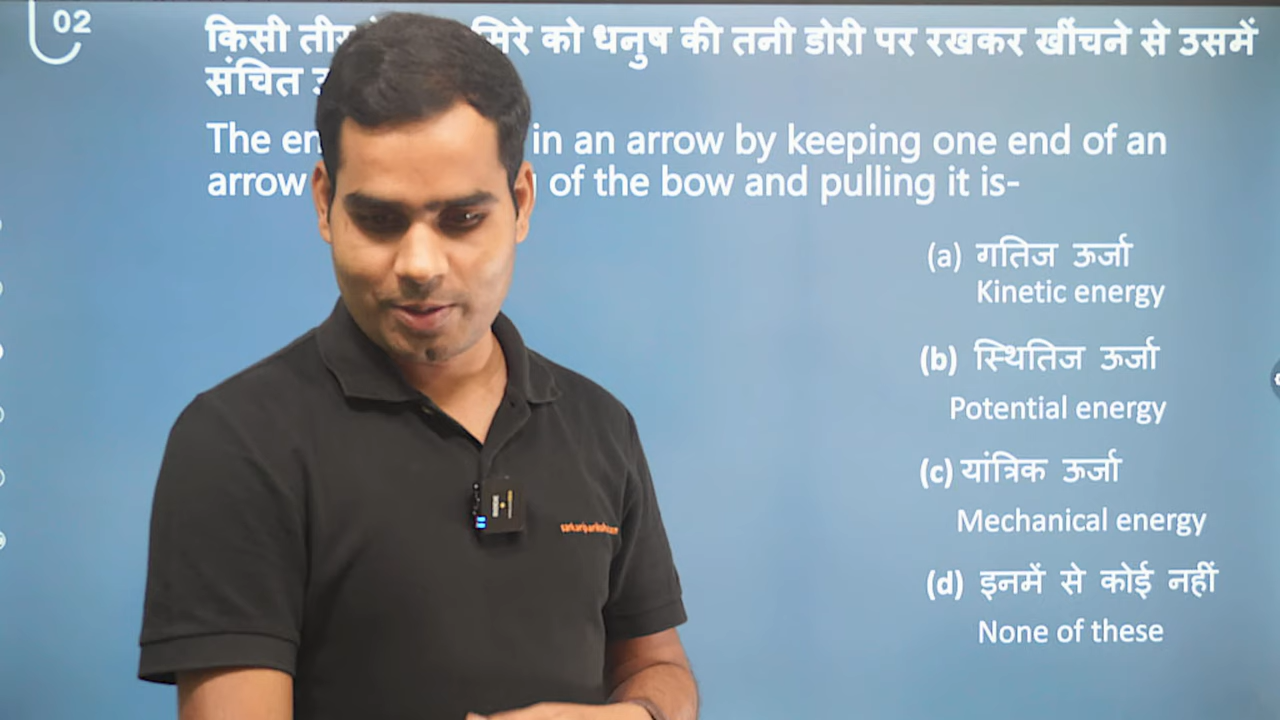 02
किसी सिरे को धनुष की तनी डोरी पर रखकर खींचने से उसमें
संचित
The in an arrow by keeping one end of an
arrow of the bow and pulling it is-
(a) गतिज ऊर्जा
Kinetic energy
(b) स्थितिज ऊर्जा
Potential energy
(c) यांत्रिक ऊर्जा
Mechanical energy
(d) इनमें से कोई नहीं
None of these